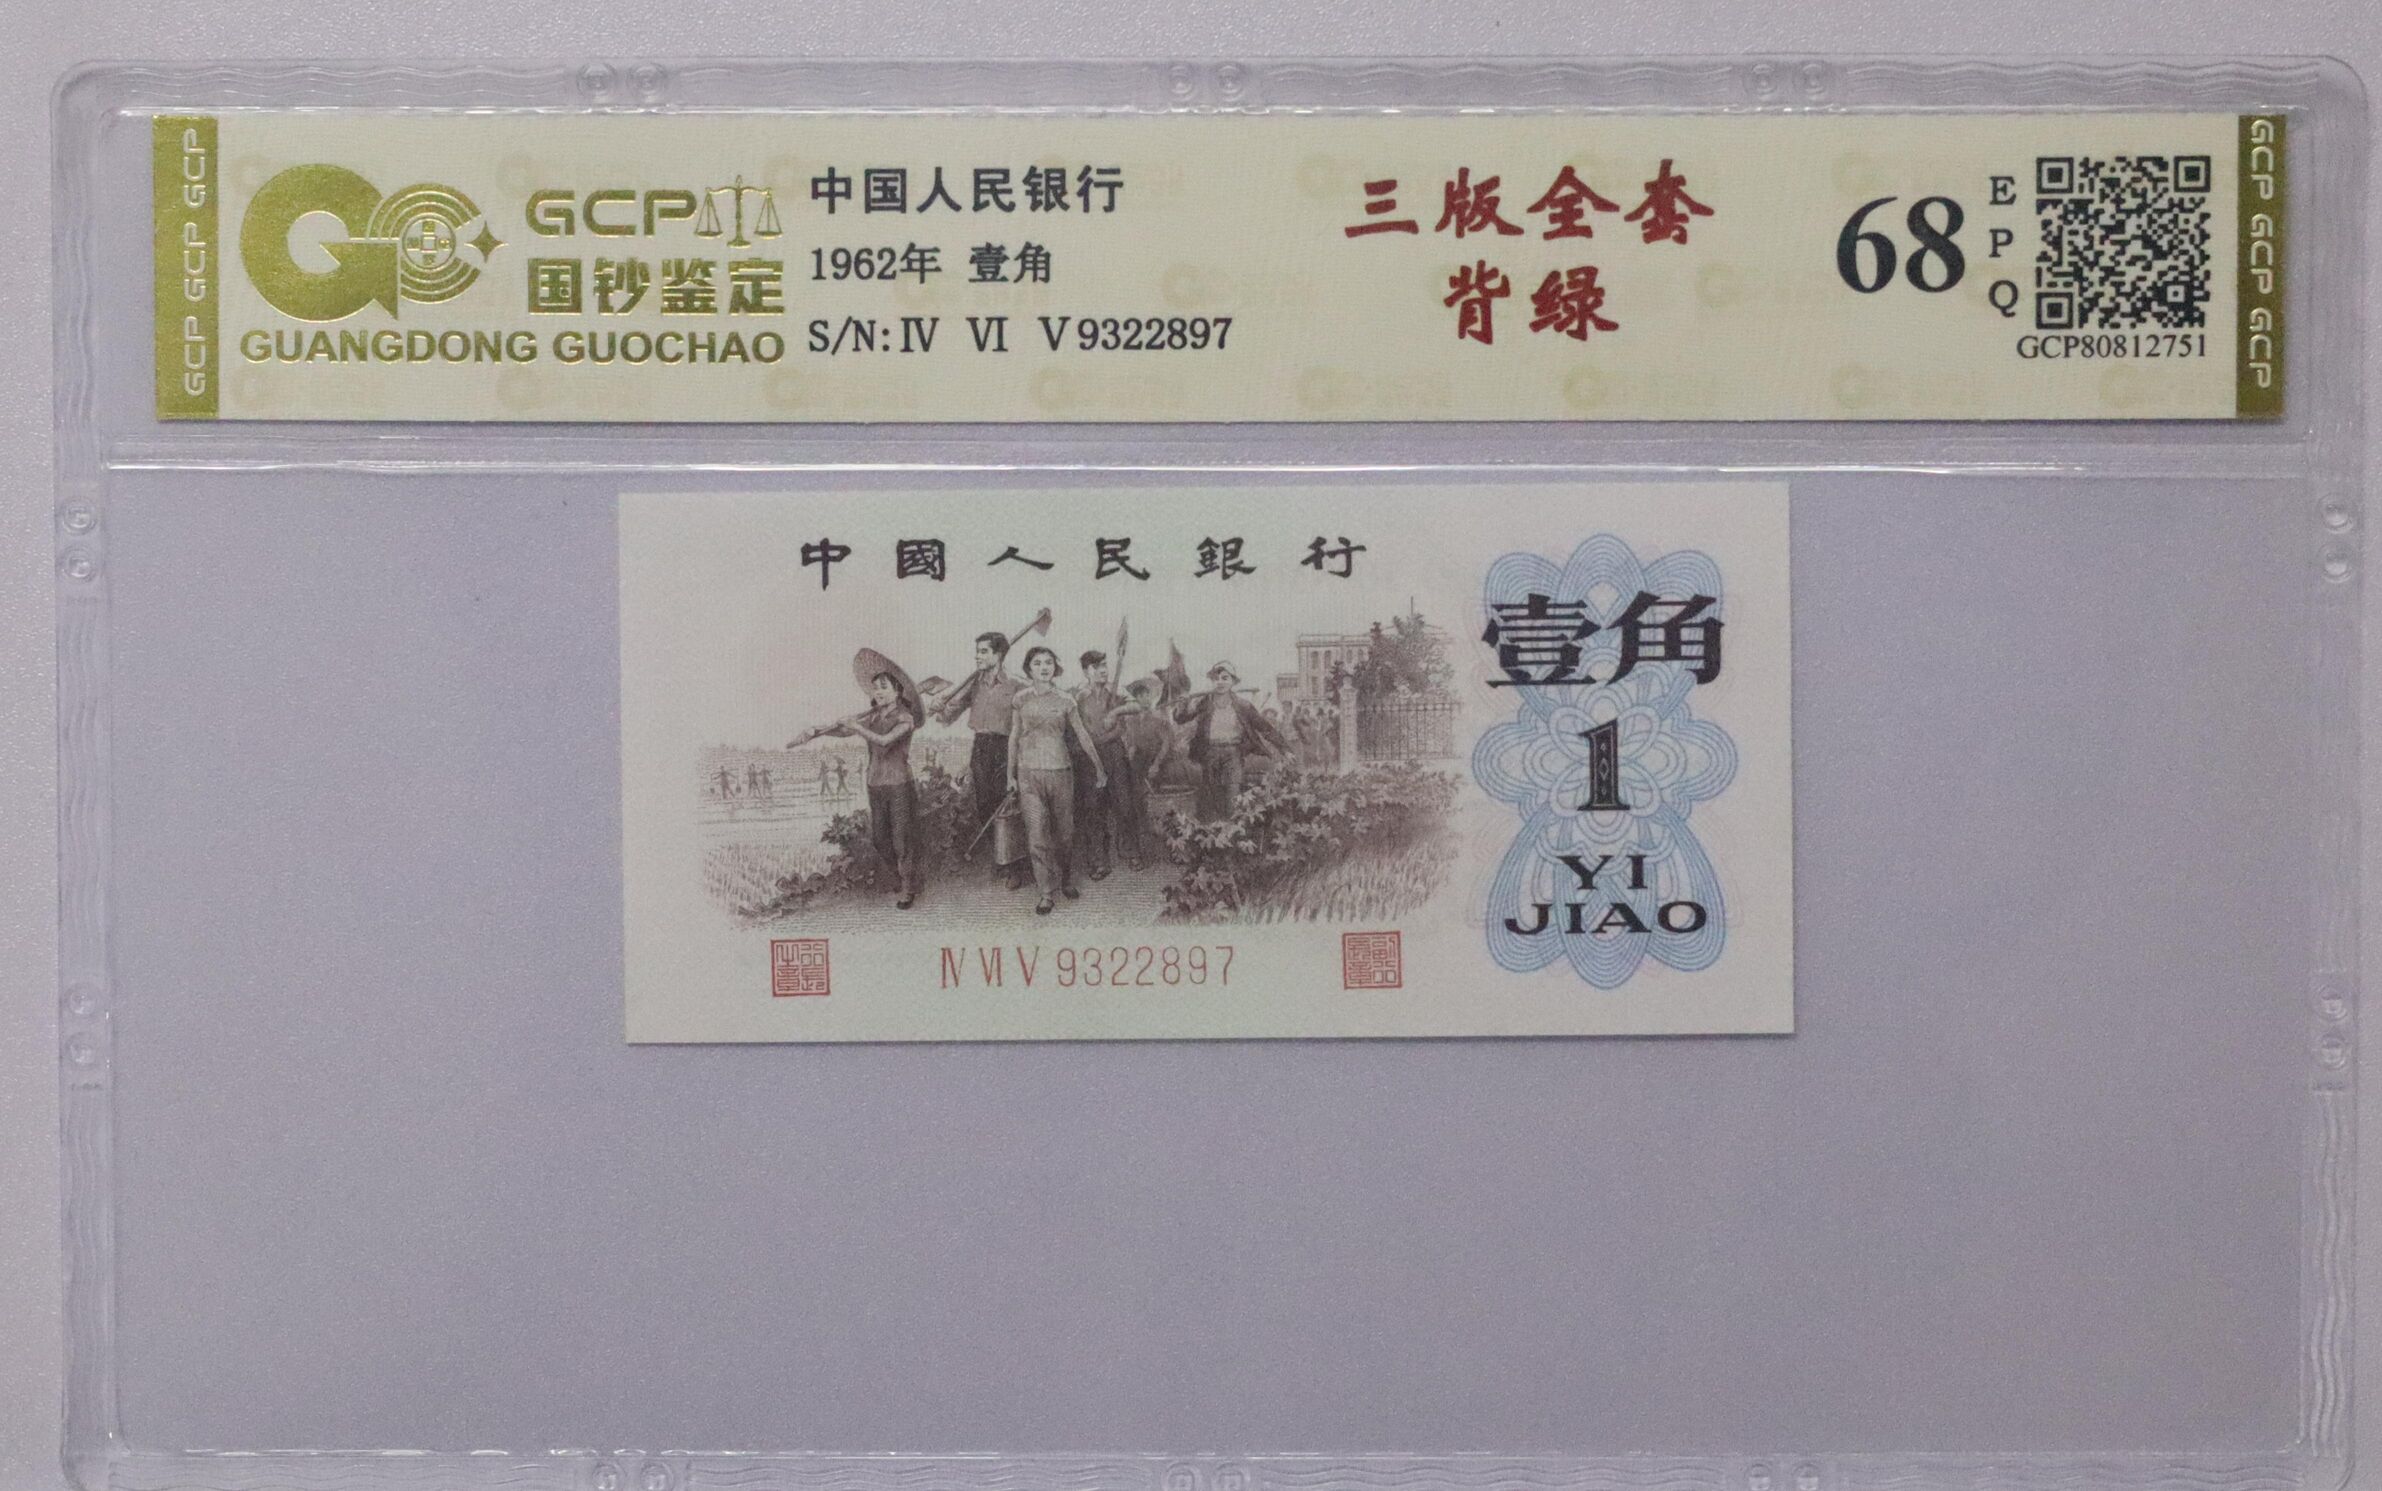 GCP GCP GCP
GCP
国钞鉴定
GUANGDONG GUOCHAO
中国人民银行
1962年 壹角
S/N: Ⅳ Ⅵ Ⅴ9322897
三版全套
背绿
68
E
P
Q
GCP80812751
GCP GCP GCP
中國人民銀行
壹角
1
YI
JIAO
Ⅳ Ⅵ Ⅴ 9322897